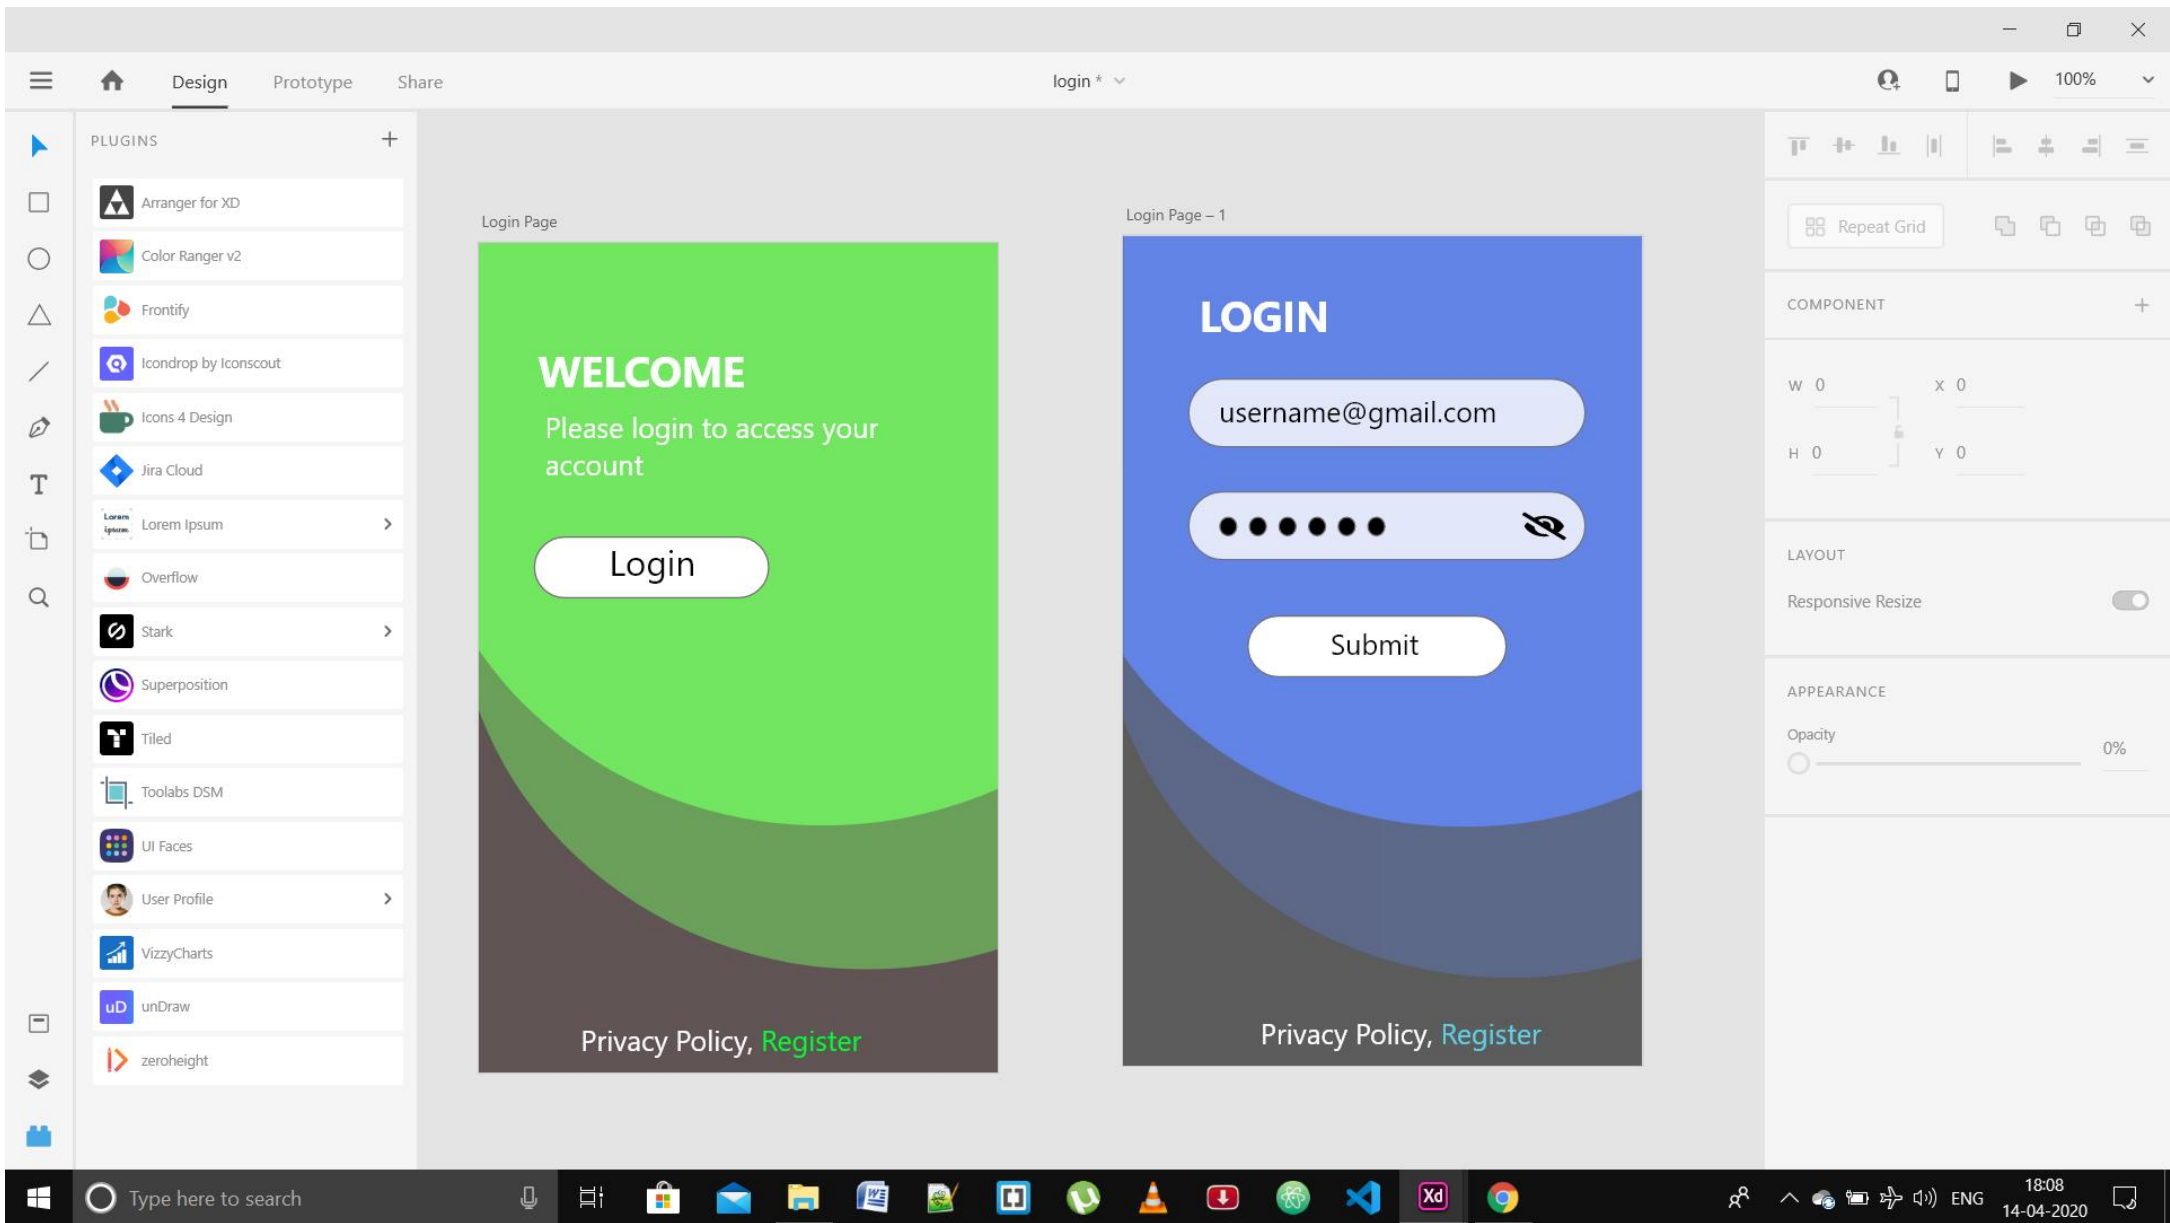 Design Prototype Share login * 100%
PLUGINS +
Arranger for XD
Color Ranger v2
Frontify
Icondrop by Iconscout
Icons 4 Design
Jira Cloud
Lorem ipsum Lorem Ipsum
Overflow
Stark
Superposition
Tiled
Toolabs DSM
UI Faces
User Profile
VizzyCharts
uD unDraw
zeroheight
T
Login Page
WELCOME
Please login to access your
account
Login
Privacy Policy, Register
Login Page – 1
LOGIN
username@gmail.com
Submit
Privacy Policy, Register
Repeat Grid
COMPONENT +
W 0 X 0
H 0 Y 0
LAYOUT
Responsive Resize
APPEARANCE
Opacity
0%
Type here to search
Xd
ENG
18:08
14-04-2020